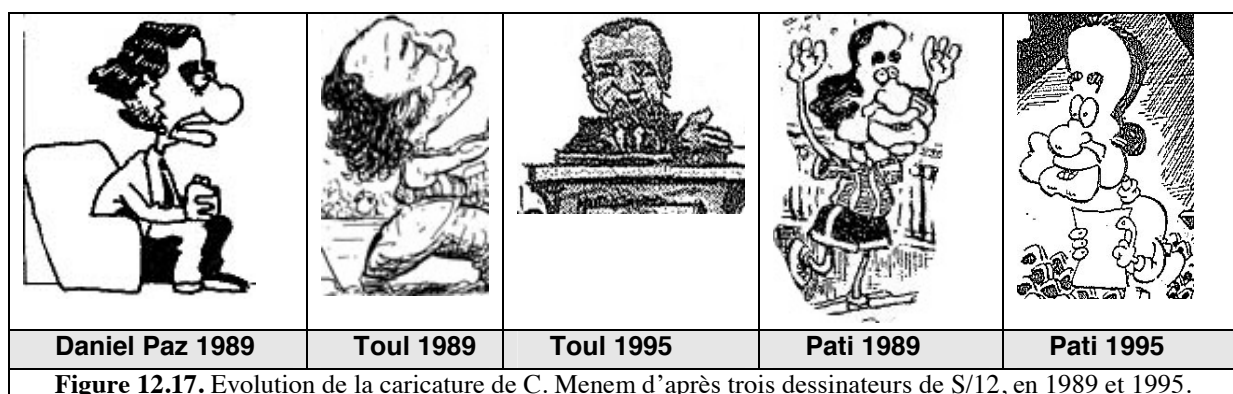 Daniel Paz 1989
Toul 1989
Toul 1995
Pati 1989
Pati 1995
Figure 12.17. Evolution de la caricature de C. Menem d’après trois dessinateurs de S/12, en 1989 et 1995.